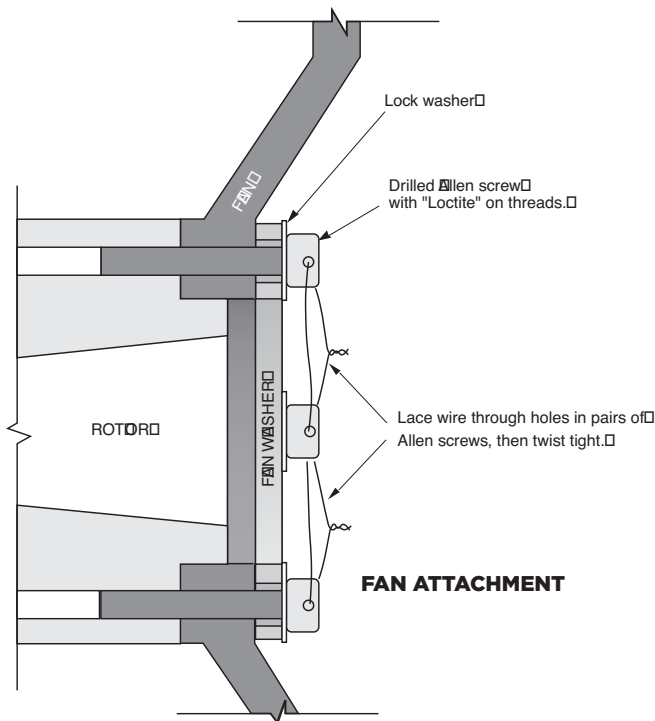 Lock washer□
FAN□
Drilled Allen screw□
with "Loctite" on threads.□
ROTOR□
FAN WASHER□
Lace wire through holes in pairs of□
Allen screws, then twist tight.□
FAN ATTACHMENT